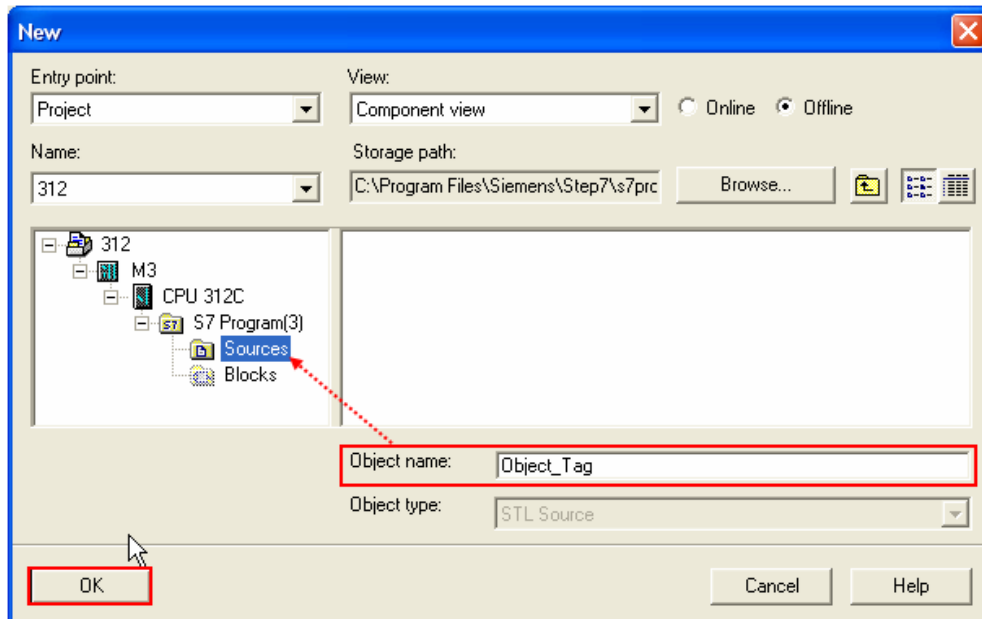 New
Entry point:
View:
Project
Component view
Online
Offline
Name:
Storage path:
312
C:\Program Files\Siemens\Step7\s7prc
Browse...
312
M3
CPU 312C
S7 Program(3)
Sources
Blocks
Object name:
Object_Tag
Object type:
STL Source
OK
Cancel
Help